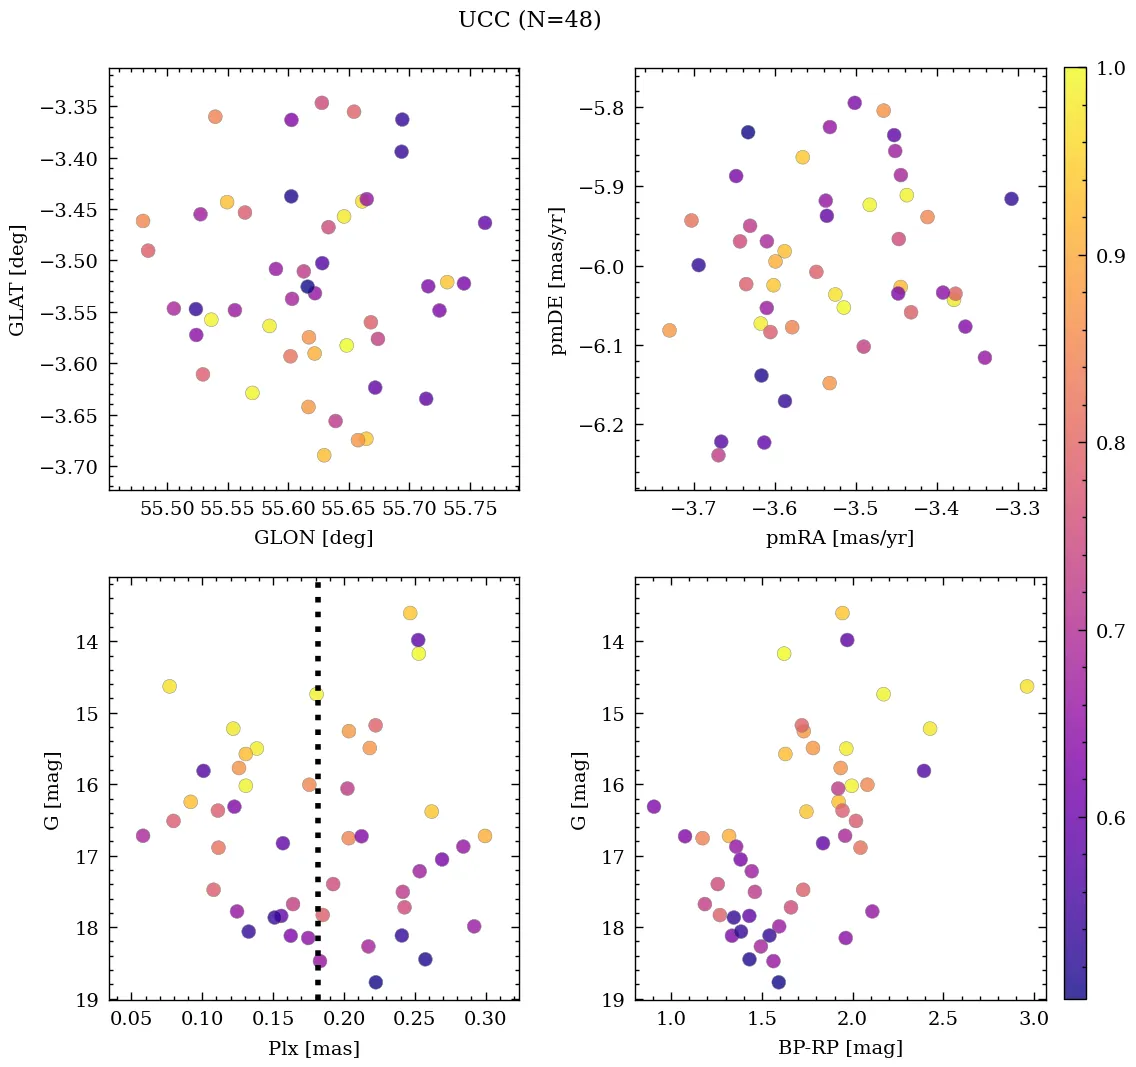 UCC (N=48)
−3.35
−3.40
−3.45
−3.50
−3.55
−3.60
−3.65
−3.70
GLAT [deg]
55.50 55.55 55.60 55.65 55.70 55.75
GLON [deg]
−5.8
−5.9
−6.0
−6.1
−6.2
pmDE [mas/yr]
−3.7 −3.6 −3.5 −3.4 −3.3
pmRA [mas/yr]
14
15
16
17
18
19
G [mag]
0.05 0.10 0.15 0.20 0.25 0.30
Plx [mas]
14
15
16
17
18
19
G [mag]
1.0 1.5 2.0 2.5 3.0
BP-RP [mag]
1.0
0.9
0.8
0.7
0.6